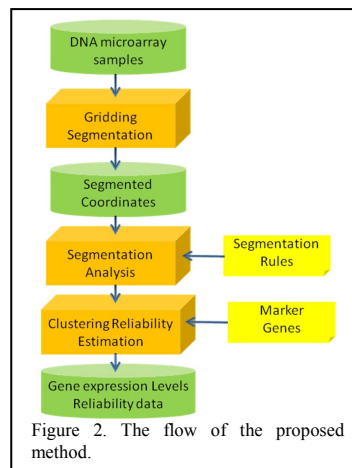 DNA microarray
samples
Gridding
Segmentation
Segmented
Coordinates
Segmentation
Analysis
Segmentation
Rules
Clustering Reliability
Estimation
Marker
Genes
Gene expression Levels
Reliability data
Figure 2. The flow of the proposed
method.